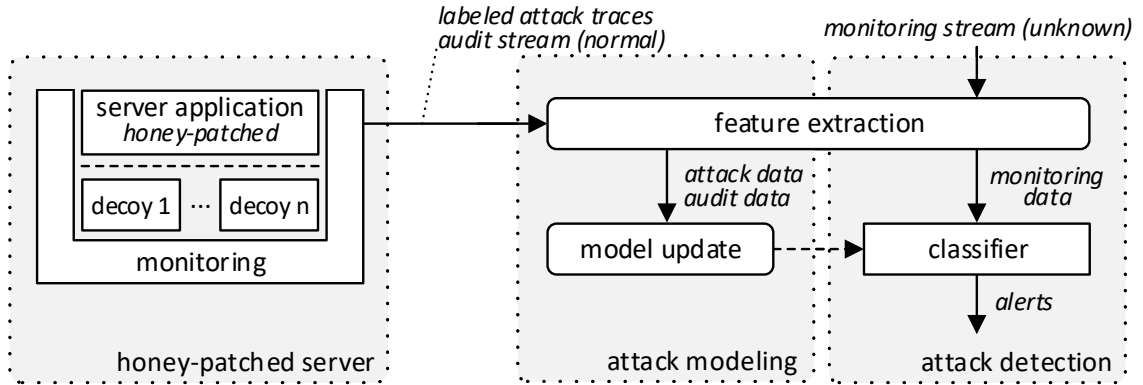 labeled attack traces
audit stream (normal)
monitoring stream (unknown)
server application
honey-patched
decoy 1 ... decoy n
monitoring
honey-patched server
feature extraction
attack data
audit data
monitoring
data
model update
classifier
alerts
attack modeling
attack detection